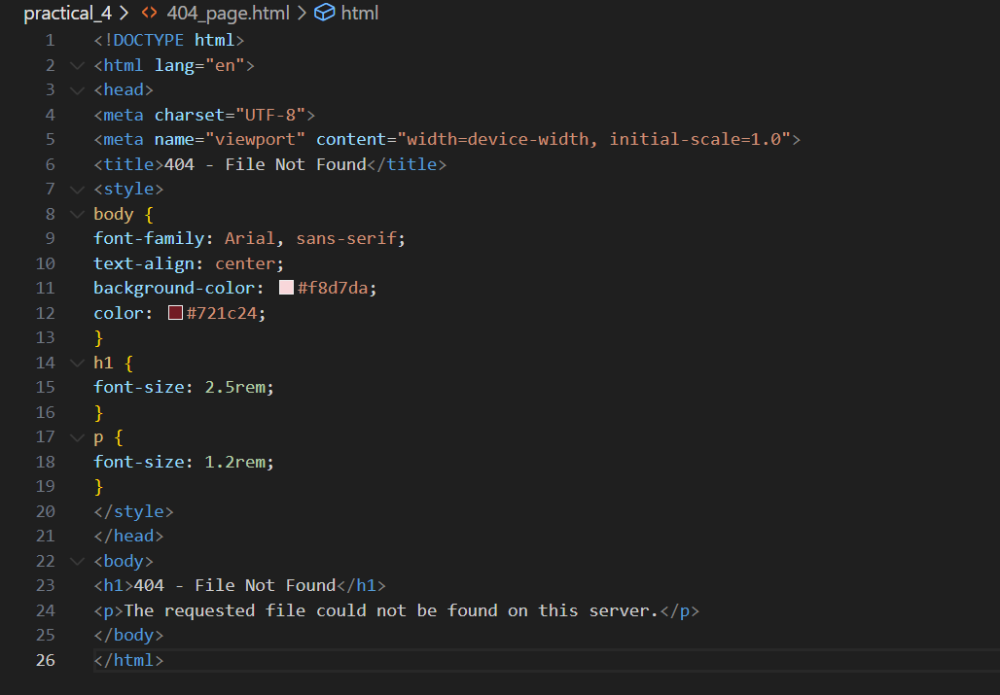 practical_4 > <> 404_page.html > html
1 <!DOCTYPE html>
2 <html lang="en">
3 <head>
4 <meta charset="UTF-8">
5 <meta name="viewport" content="width=device-width, initial-scale=1.0">
6 <title>404 - File Not Found</title>
7 <style>
8 body {
9 font-family: Arial, sans-serif;
10 text-align: center;
11 background-color: #f8d7da;
12 color: #721c24;
13 }
14 h1 {
15 font-size: 2.5rem;
16 }
17 p {
18 font-size: 1.2rem;
19 }
20 </style>
21 </head>
22 <body>
23 <h1>404 - File Not Found</h1>
24 <p>The requested file could not be found on this server.</p>
25 </body>
26 </html>